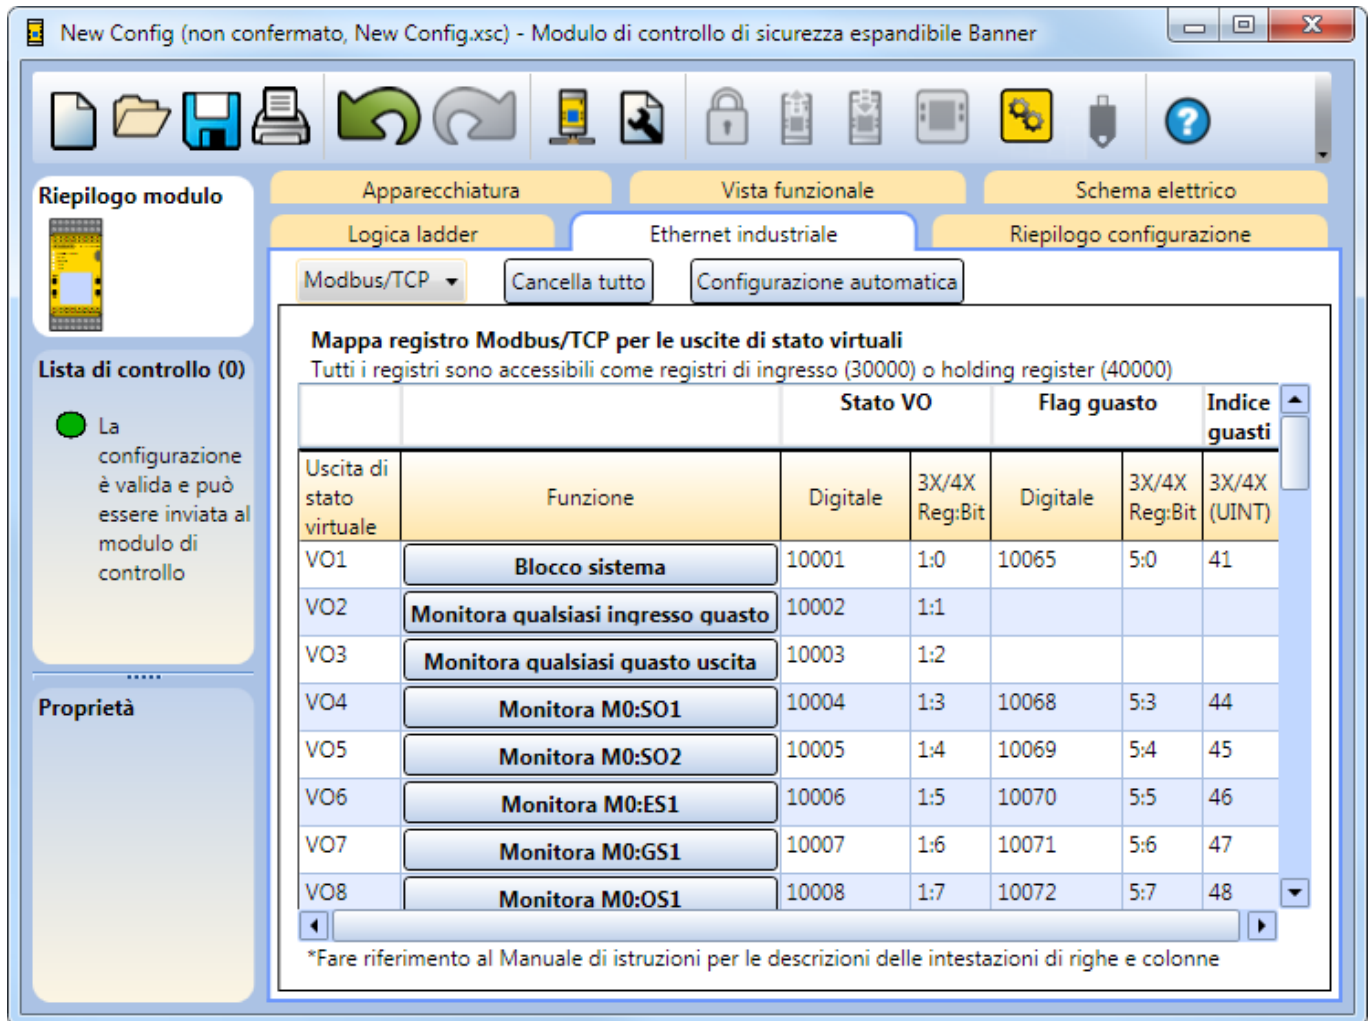 New Config (non confermato, New Config.xsc) - Modulo di controllo di sicurezza espandibile Banner
Riepilogo modulo
Lista di controllo (0)
La
configurazione
è valida e può
essere inviata al
modulo di
controllo
Proprietà
Apparecchiatura
Vista funzionale
Schema elettrico
Logica ladder
Ethernet industriale
Riepilogo configurazione
Modbus/TCP
Cancella tutto
Configurazione automatica
Mappa registro Modbus/TCP per le uscite di stato virtuali
Tutti i registri sono accessibili come registri di ingresso (30000) o holding register (40000)
Stato VO Flag guasto Indice
guasti
Uscita di
stato
virtuale
Funzione
Digitale
3X/4X
Reg:Bit
Digitale
3X/4X
Reg:Bit
3X/4X
(UINT)
VO1 Blocco sistema 10001 1:0 10065 5:0 41
VO2 Monitora qualsiasi ingresso guasto 10002 1:1
VO3 Monitora qualsiasi guasto uscita 10003 1:2
VO4 Monitora M0:SO1 10004 1:3 10068 5:3 44
VO5 Monitora M0:SO2 10005 1:4 10069 5:4 45
VO6 Monitora M0:ES1 10006 1:5 10070 5:5 46
VO7 Monitora M0:GS1 10007 1:6 10071 5:6 47
VO8 Monitora M0:OS1 10008 1:7 10072 5:7 48
*Fare riferimento al Manuale di istruzioni per le descrizioni delle intestazioni di righe e colonne